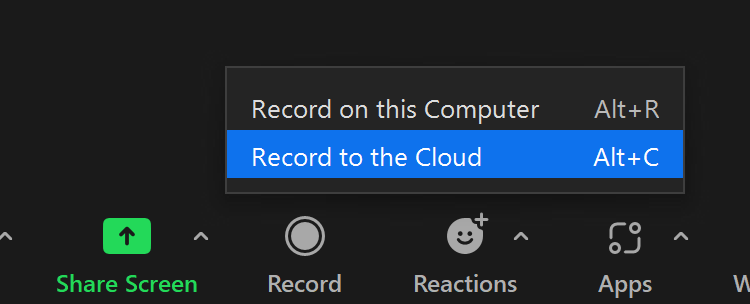 Record on this Computer Alt+R
Record to the Cloud Alt+C
Share Screen Record Reactions Apps